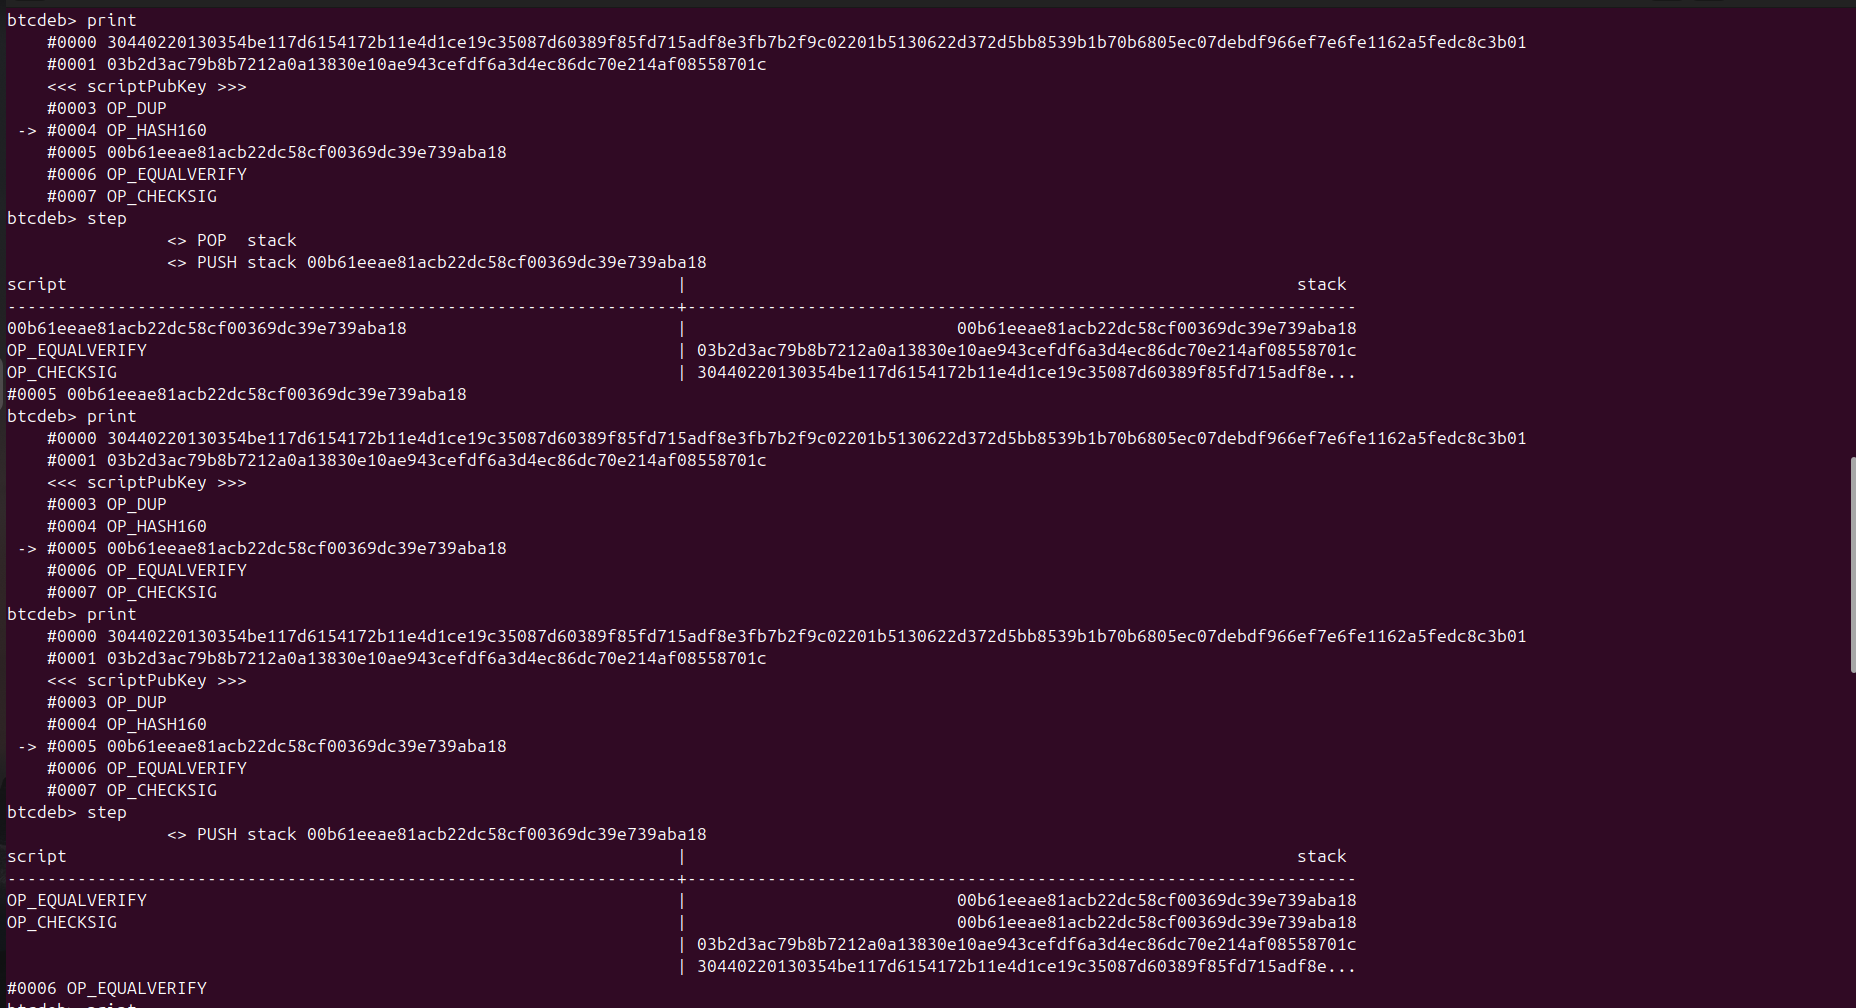 btcdeb> print
    #0000 30440220130354be117d6154172b11e4d1ce19c35087d60389f85fd715adf8e3fb7b2f9c02201b5130622d372d5bb8539b1b70b6805ec07debdf966ef7e6fe1162a5fedc8c3b01
    #0001 03b2d3ac79b8b7212a0a13830e10ae943cefdf6a3d4ec86dc70e214af08558701c
    <<< scriptPubKey >>>
    #0003 OP_DUP
 -> #0004 OP_HASH160
    #0005 00b61eeae81acb22dc58cf00369dc39e739aba18
    #0006 OP_EQUALVERIFY
    #0007 OP_CHECKSIG
btcdeb> step
                <> POP  stack
                <> PUSH stack 00b61eeae81acb22dc58cf00369dc39e739aba18
script                                                             |                                                             stack
-------------------------------------------------------------------+-------------------------------------------------------------------
00b61eeae81acb22dc58cf00369dc39e739aba18                           |                           00b61eeae81acb22dc58cf00369dc39e739aba18
OP_EQUALVERIFY                                                     | 03b2d3ac79b8b7212a0a13830e10ae943cefdf6a3d4ec86dc70e214af08558701c
OP_CHECKSIG                                                        | 30440220130354be117d6154172b11e4d1ce19c35087d60389f85fd715adf8e...
#0005 00b61eeae81acb22dc58cf00369dc39e739aba18
btcdeb> print
    #0000 30440220130354be117d6154172b11e4d1ce19c35087d60389f85fd715adf8e3fb7b2f9c02201b5130622d372d5bb8539b1b70b6805ec07debdf966ef7e6fe1162a5fedc8c3b01
    #0001 03b2d3ac79b8b7212a0a13830e10ae943cefdf6a3d4ec86dc70e214af08558701c
    <<< scriptPubKey >>>
    #0003 OP_DUP
    #0004 OP_HASH160
 -> #0005 00b61eeae81acb22dc58cf00369dc39e739aba18
    #0006 OP_EQUALVERIFY
    #0007 OP_CHECKSIG
btcdeb> print
    #0000 30440220130354be117d6154172b11e4d1ce19c35087d60389f85fd715adf8e3fb7b2f9c02201b5130622d372d5bb8539b1b70b6805ec07debdf966ef7e6fe1162a5fedc8c3b01
    #0001 03b2d3ac79b8b7212a0a13830e10ae943cefdf6a3d4ec86dc70e214af08558701c
    <<< scriptPubKey >>>
    #0003 OP_DUP
    #0004 OP_HASH160
 -> #0005 00b61eeae81acb22dc58cf00369dc39e739aba18
    #0006 OP_EQUALVERIFY
    #0007 OP_CHECKSIG
btcdeb> step
                <> PUSH stack 00b61eeae81acb22dc58cf00369dc39e739aba18
script                                                             |                                                             stack
-------------------------------------------------------------------+-------------------------------------------------------------------
OP_EQUALVERIFY                                                     |                           00b61eeae81acb22dc58cf00369dc39e739aba18
OP_CHECKSIG                                                        |                           00b61eeae81acb22dc58cf00369dc39e739aba18
                                                                   | 03b2d3ac79b8b7212a0a13830e10ae943cefdf6a3d4ec86dc70e214af08558701c
                                                                   | 30440220130354be117d6154172b11e4d1ce19c35087d60389f85fd715adf8e...
#0006 OP_EQUALVERIFY